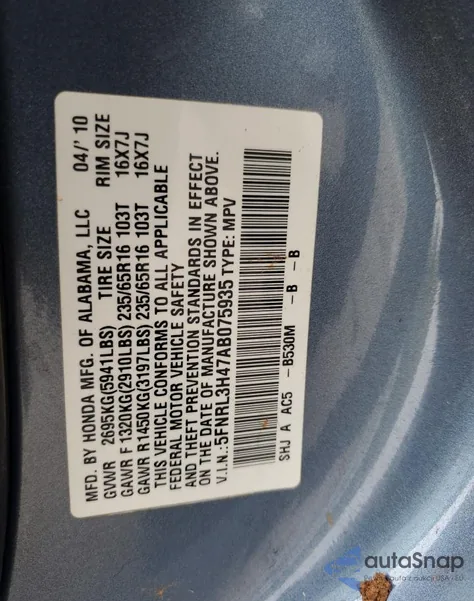 MFD. BY HONDA MFG. OF ALABAMA, LLC 04/' 10
GVWR 2695KG(5941LBS) TIRE SIZE RIM SIZE
GAWR F 1320KG(2910LBS) 235/65R16 103T 16X7J
GAWR R1450KG(3197LBS) 235/65R16 103T 16X7J
THIS VEHICLE CONFORMS TO ALL APPLICABLE
FEDERAL MOTOR VEHICLE SAFETY
AND THEFT PREVENTION STANDARDS IN EFFECT
ON THE DATE OF MANUFACTURE SHOWN ABOVE.
V.I.N.:5FNRL3H47AB075935 TYPE: MPV
SHJ A AC5 -B530M -B -B
autaSnap